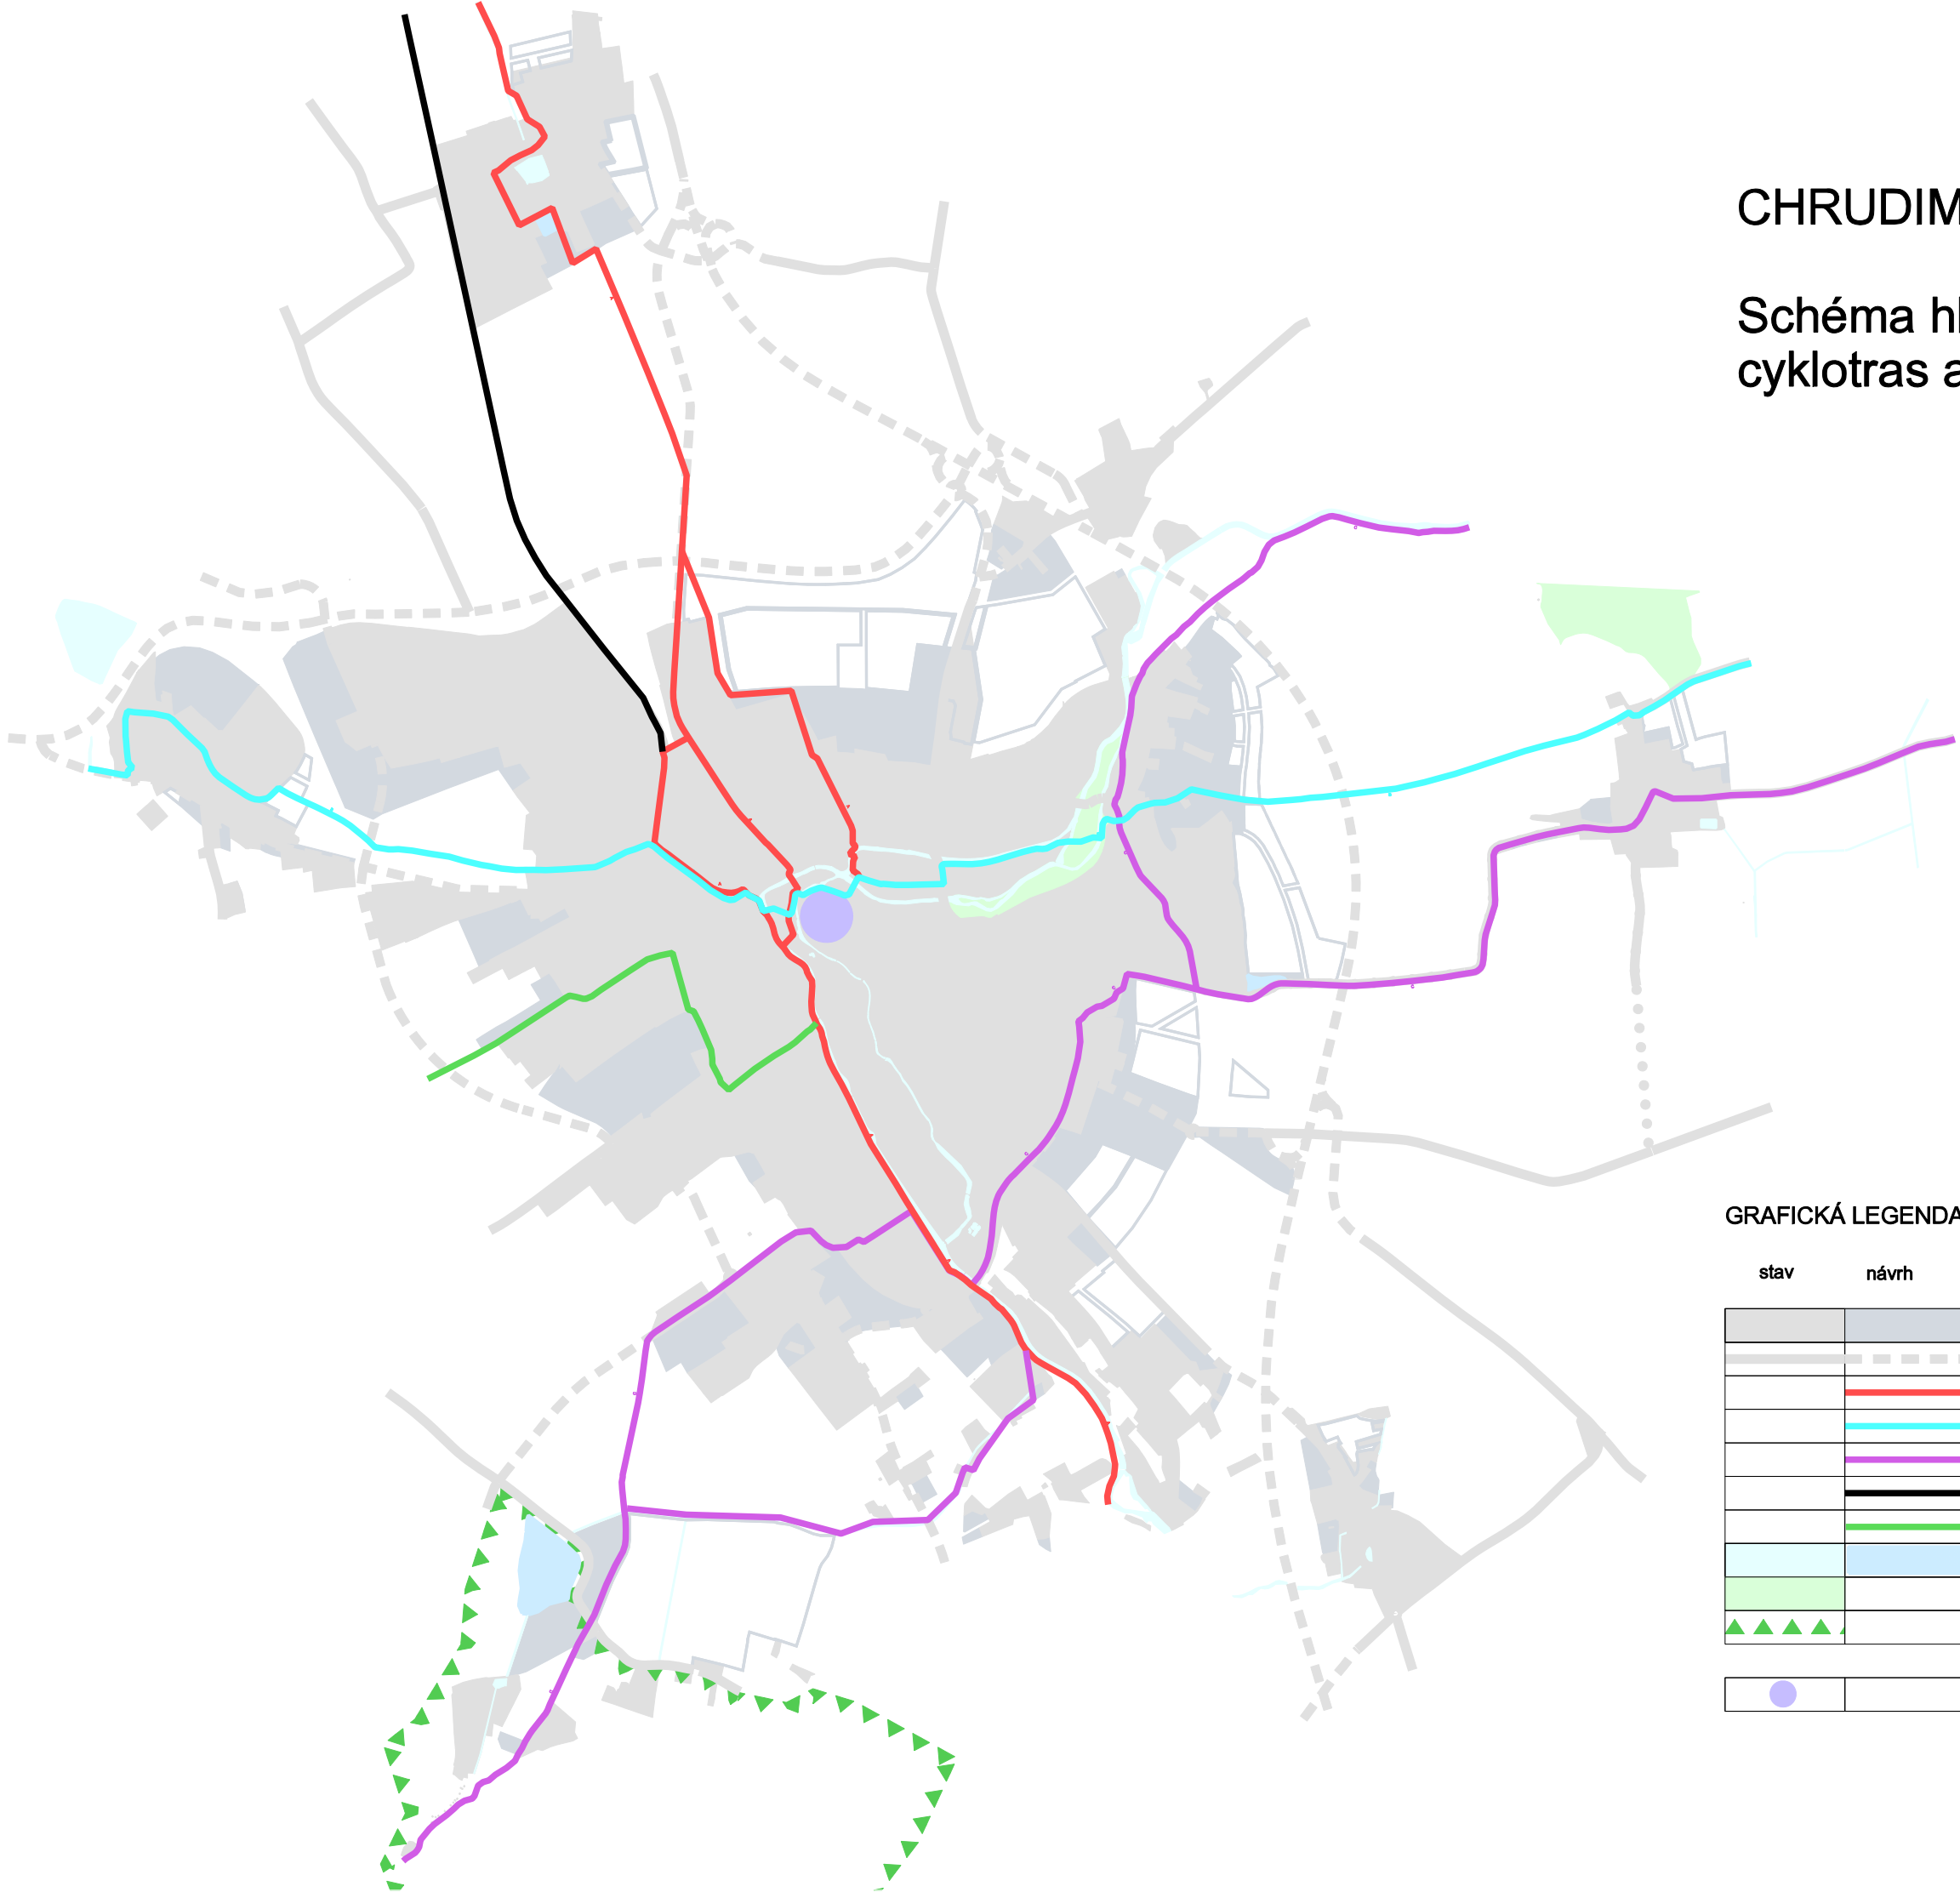 CHRUDIM
Schéma hl
cyklotras a
GRAFICKÁ LEGENDA
stav návrh